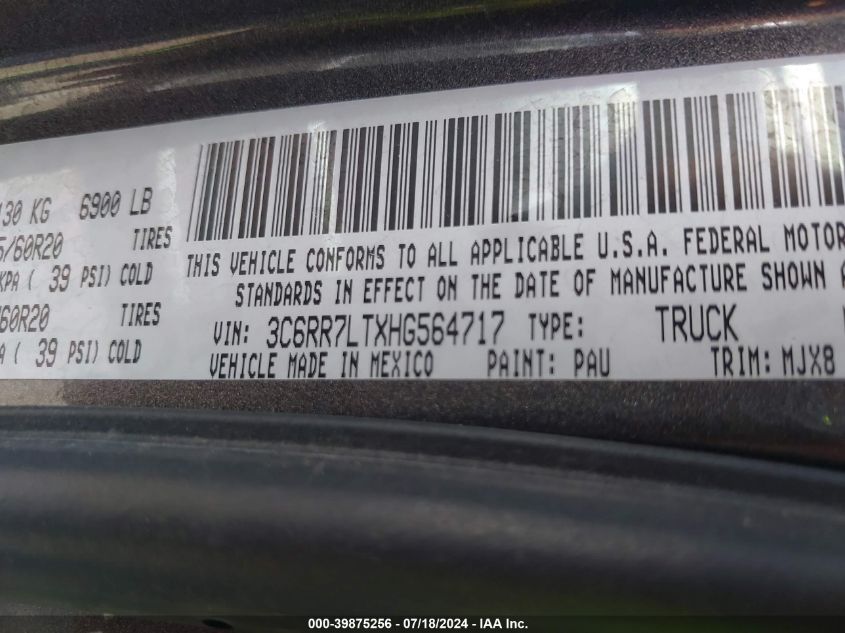 130 KG 6900 LB
5/60R20 TIRES
KPA ( 39 PSI) COLD
60R20 TIRES
A ( 39 PSI) COLD
THIS VEHICLE CONFORMS TO ALL APPLICABLE U.S.A. FEDERAL MOTOR
STANDARDS IN EFFECT ON THE DATE OF MANUFACTURE SHOWN A
VIN: 3C6RR7LTXHG564717 TYPE: TRUCK
VEHICLE MADE IN MEXICO PAINT: PAU TRIM: MJX8
000-39875256 - 07/18/2024 - IAA Inc.